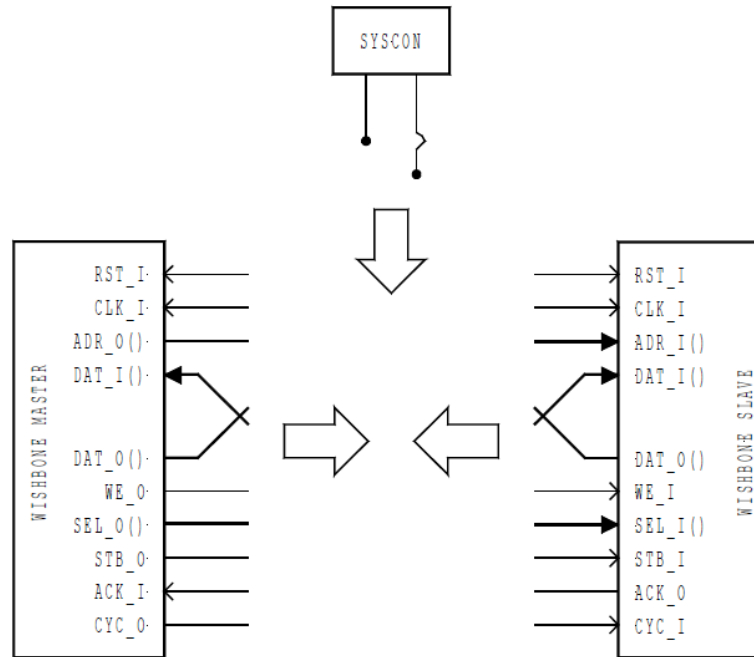 SYSCON
WISHBONE MASTER
RST_I
CLK_I
ADR_O()
DAT_I()
DAT_O()
WE_O
SEL_O()
STB_O
ACK_I
CYC_O
RST_I
CLK_I
ADR_I()
DAT_I()
DAT_O()
WE_I
SEL_I()
STB_I
ACK_O
CYC_I
WISHBONE SLAVE